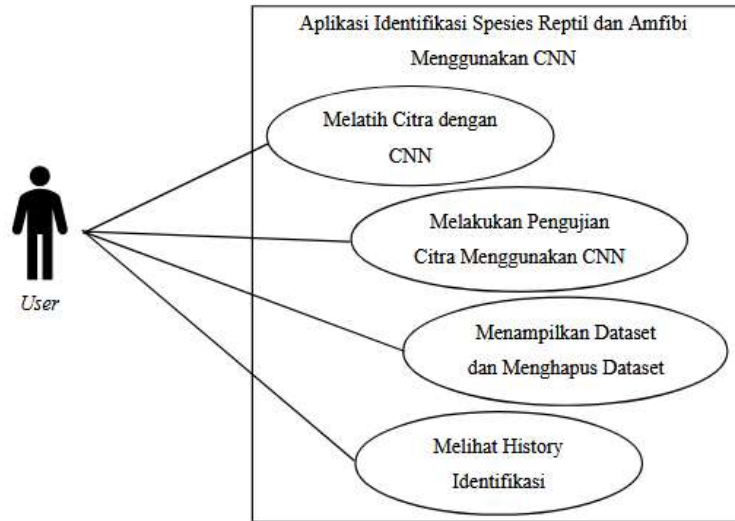 Aplikasi Identifikasi Spesies Reptil dan Amfibi
Menggunakan CNN
Melatih Citra dengan
CNN
Melakukan Pengujian
Citra Menggunakan CNN
User
Menampilkan Dataset
dan Menghapus Dataset
Melihat History
Identifikasi